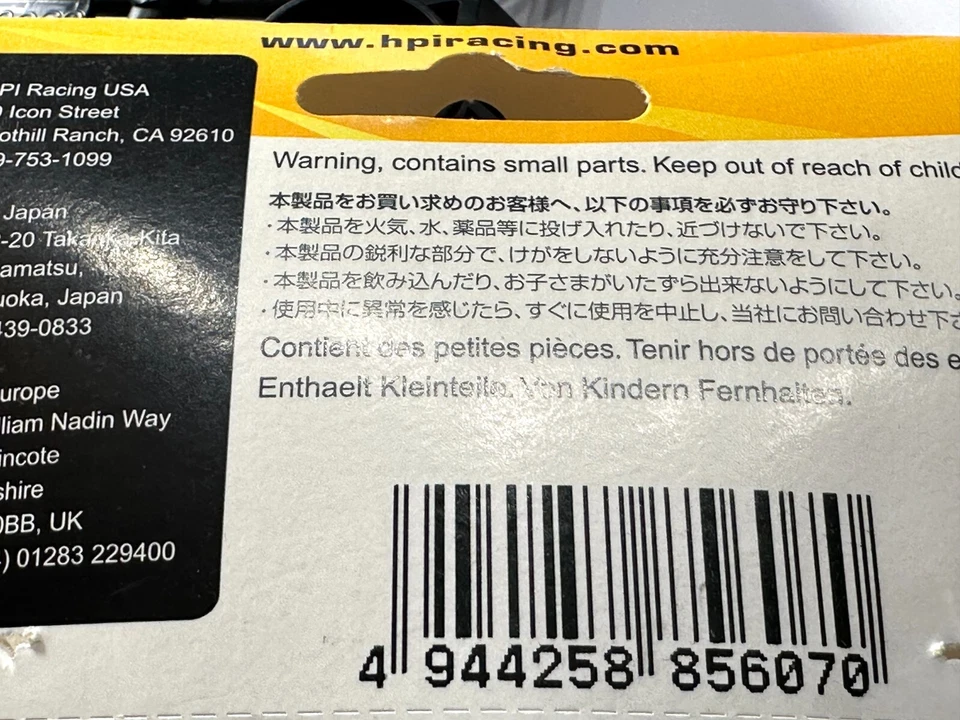 www.hpiracing.com
PI Racing USA
Icon Street
othill Ranch, CA 92610
9-753-1099
Japan
-20 Takaoka-Kita
amatsu,
uoka, Japan
439-0833
urope
lliam Nadin Way
incote
shire
0BB, UK
) 01283 229400
Warning, contains small parts. Keep out of reach of child
本製品をお買い求めのお客様へ、以下の事項を必ずお守り下さい。
・本製品を火気、水、薬品等に投げ入れたり、近づけないで下さい。
・本製品の鋭利な部分で、けがをしないように充分注意をして下さい。
・本製品を飲み込んだり、お子さまがいたずら出来ないようにして下さい。
・使用中に異常を感じたら、すぐに使用を中止し、当社にお問い合わせ下さ
Contient des petites pièces. Tenir hors de portée des e
Enthaelt Kleinteile. Von Kindern Fernhalten.
4 944258 856070